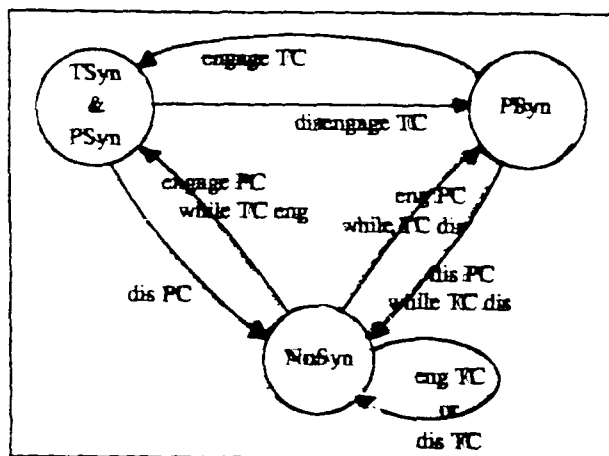 engage TC
TSyn
&
PSyn
PSyn
disengage TC
engage PC
while TC eng
eng PC
while TC dis
dis PC
dis PC
while TC dis
NoSyn
eng TC
or
dis TC